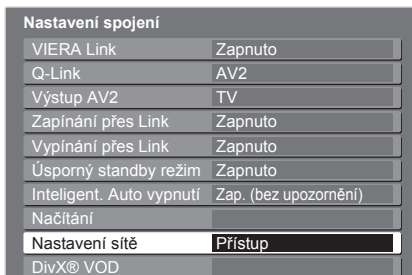 Nastavení spojení
VIERA Link Zapnuto
Q-Link AV2
Výstup AV2 TV
Zapínání přes Link Zapnuto
Vypínání přes Link Zapnuto
Úsporný standby režim Zapnuto
Inteligent. Auto vypnutí Zap. (bez upozornění)
Načítání
Nastavení sítě Přístup
DivX® VOD